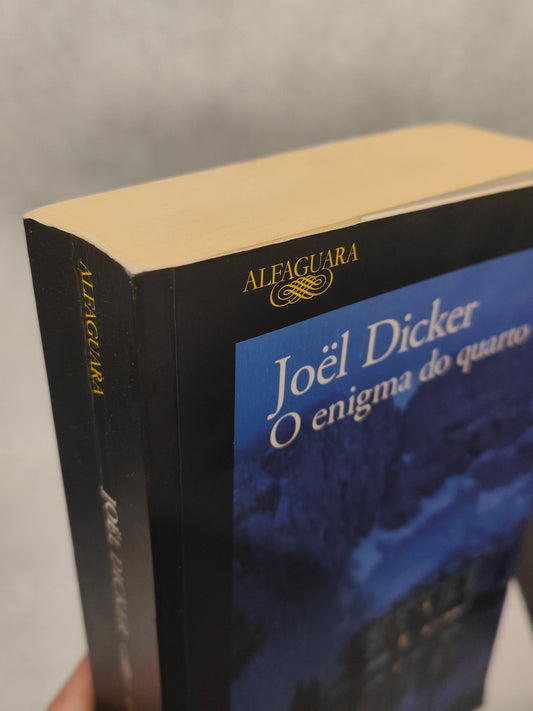 ALFAGUARA
Joël Dicker
O enigma do quarto
ALFAGUARA
JOËL DICKER